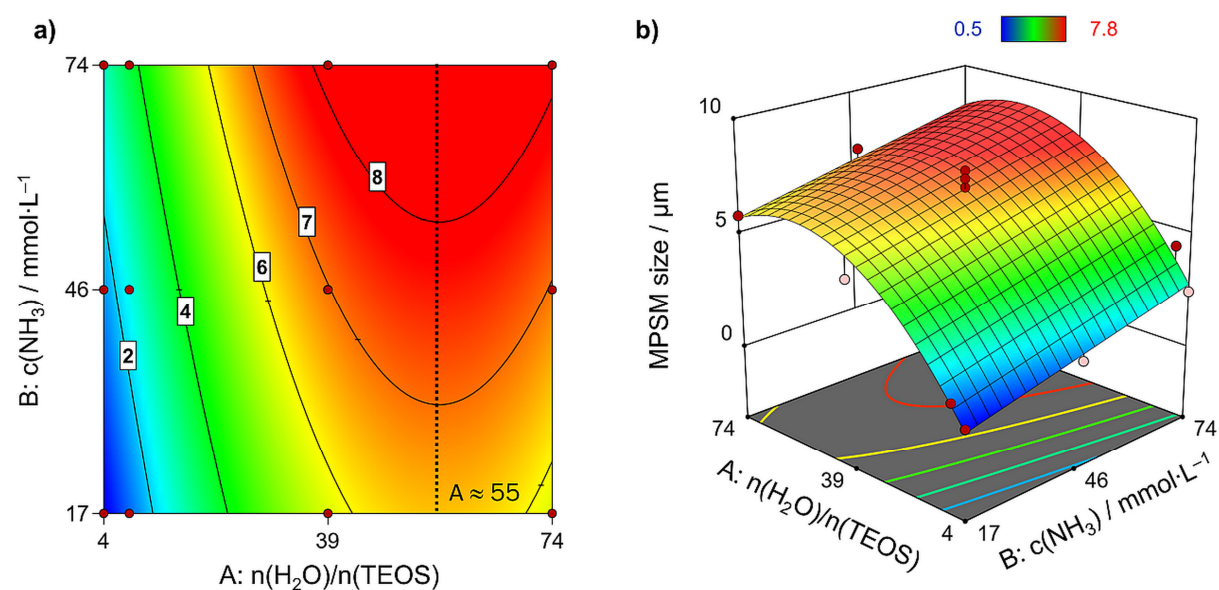 a)
74
46
17
4
39
74
B: c(NH₃) / mmol·L⁻¹
A: n(H₂O)/n(TEOS)
2
4
6
7
8
A ≈ 55
b)
0.5
7.8
10
5
0
MPSM size / µm
74
39
4
A: n(H₂O)/n(TEOS)
17
46
74
B: c(NH₃) / mmol·L⁻¹